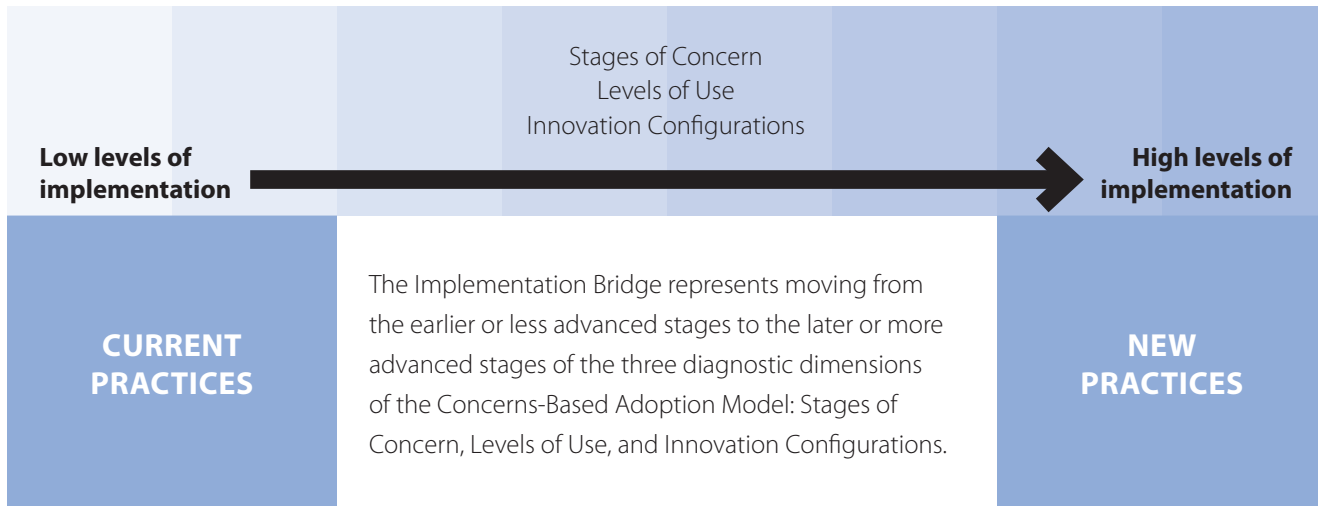 Stages of Concern
Levels of Use
Innovation Configurations
Low levels of
implementation
High levels of
implementation
CURRENT
PRACTICES
The Implementation Bridge represents moving from
the earlier or less advanced stages to the later or more
advanced stages of the three diagnostic dimensions
of the Concerns-Based Adoption Model: Stages of
Concern, Levels of Use, and Innovation Configurations.
NEW
PRACTICES